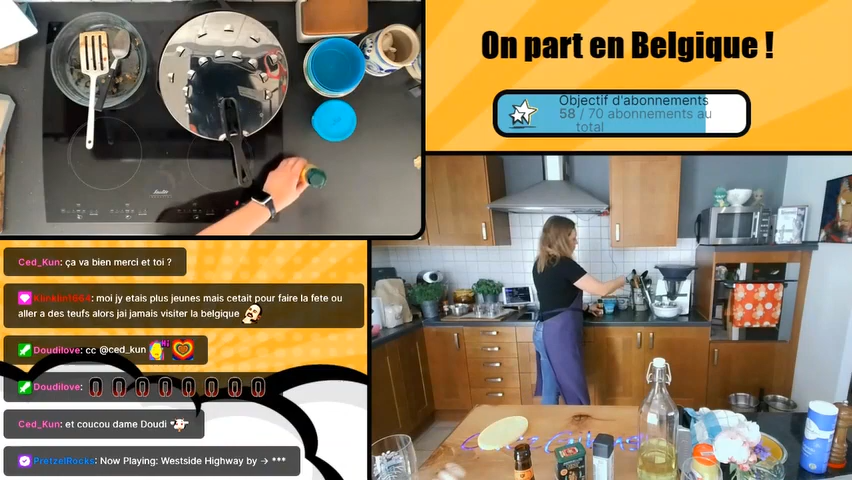 On part en Belgique !
Objectif d'abonnements
58 / 70 abonnements au
total
Ced_Kun: ça va bien merci et toi ?
Klinklin1664: moi jy etais plus jeunes mais cetait pour faire la fete ou
aller a des teufs alors jai jamais visiter la belgique
Doudilove: cc @ced_kun
Doudilove:
Ced_Kun: et coucou dame Doudi
PretzelRocks: Now Playing: Westside Highway by -> ***